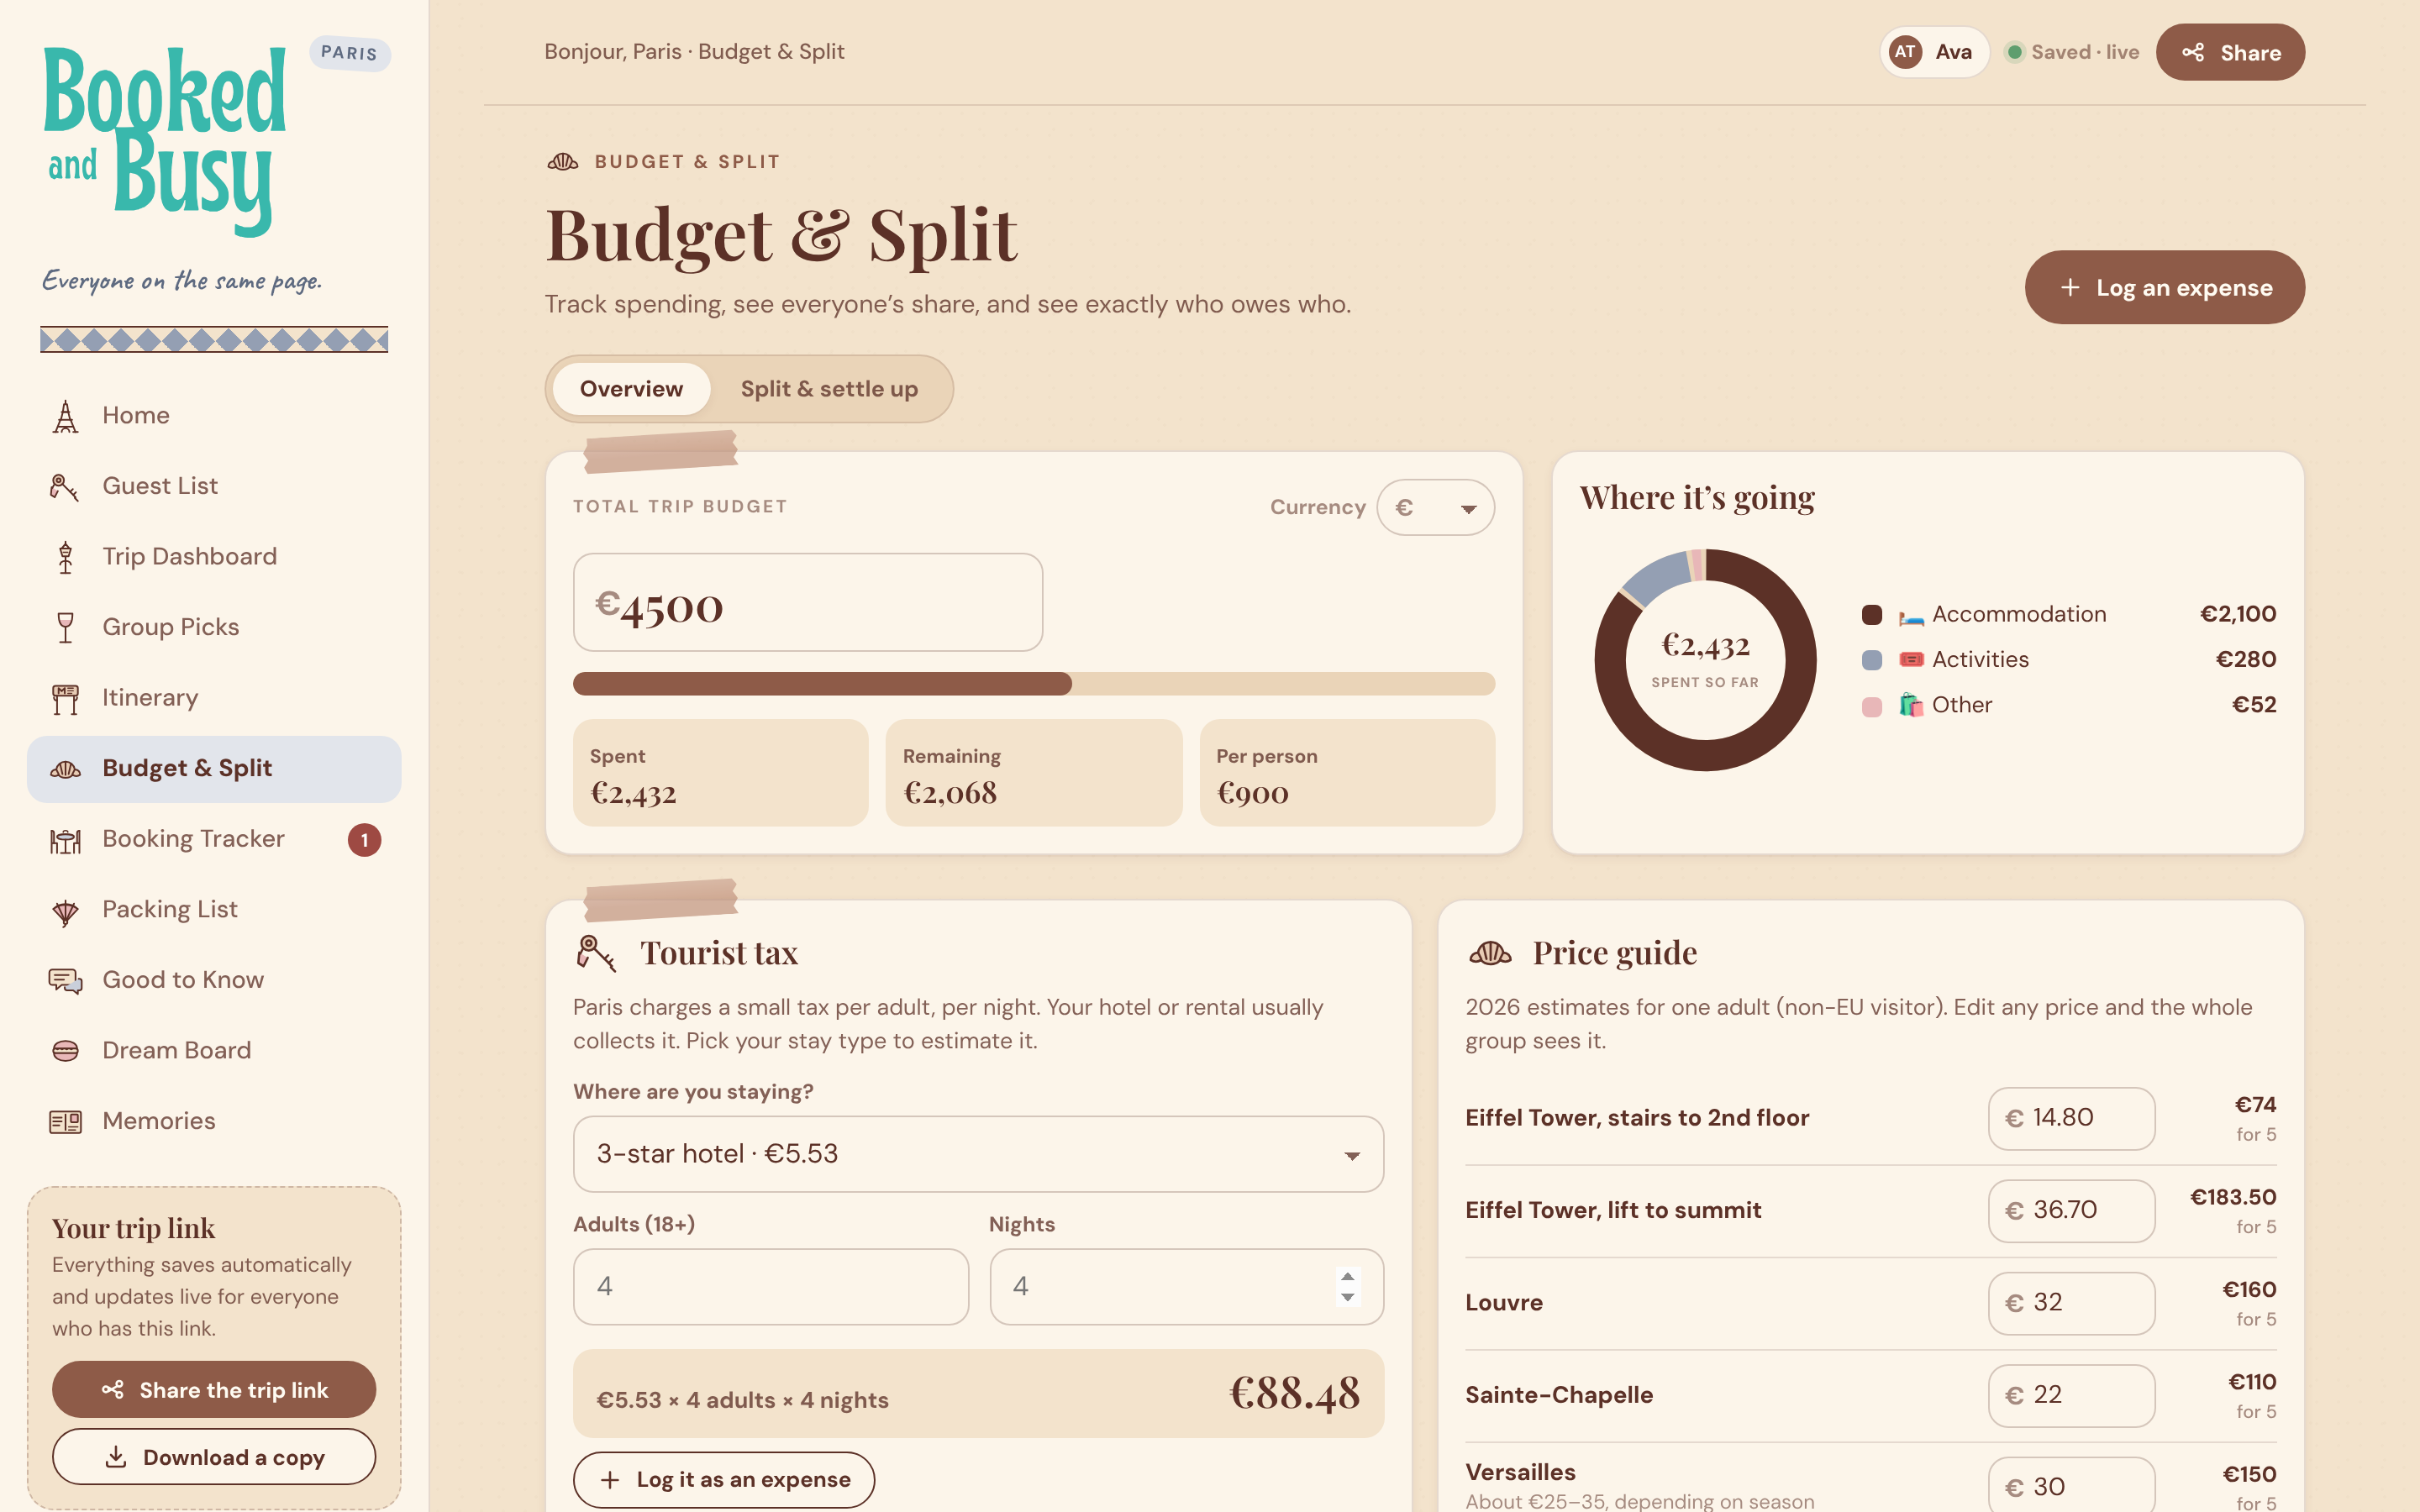 Booked
and Busy
PARIS
Everyone on the same page.
Home
Guest List
Trip Dashboard
Group Picks
Itinerary
Budget & Split
Booking Tracker
1
Packing List
Good to Know
Dream Board
Memories
Your trip link
Everything saves automatically
and updates live for everyone
who has this link.
Share the trip link
Download a copy
Bonjour, Paris · Budget & Split
AT Ava
Saved · live
Share
BUDGET & SPLIT
Budget & Split
Track spending, see everyone’s share, and see exactly who owes who.
+ Log an expense
Overview
Split & settle up
TOTAL TRIP BUDGET
Currency €
€4500
Spent
€2,432
Remaining
€2,068
Per person
€900
Where it’s going
€2,432
SPENT SO FAR
Accommodation €2,100
Activities €280
Other €52
Tourist tax
Paris charges a small tax per adult, per night. Your hotel or rental usually
collects it. Pick your stay type to estimate it.
Where are you staying?
3-star hotel · €5.53
Adults (18+)
4
Nights
4
€5.53 × 4 adults × 4 nights €88.48
+ Log it as an expense
Price guide
2026 estimates for one adult (non-EU visitor). Edit any price and the whole
group sees it.
Eiffel Tower, stairs to 2nd floor € 14.80 €74
for 5
Eiffel Tower, lift to summit € 36.70 €183.50
for 5
Louvre € 32 €160
for 5
Sainte-Chapelle € 22 €110
for 5
Versailles € 30 €150
About €25–35, depending on season for 5